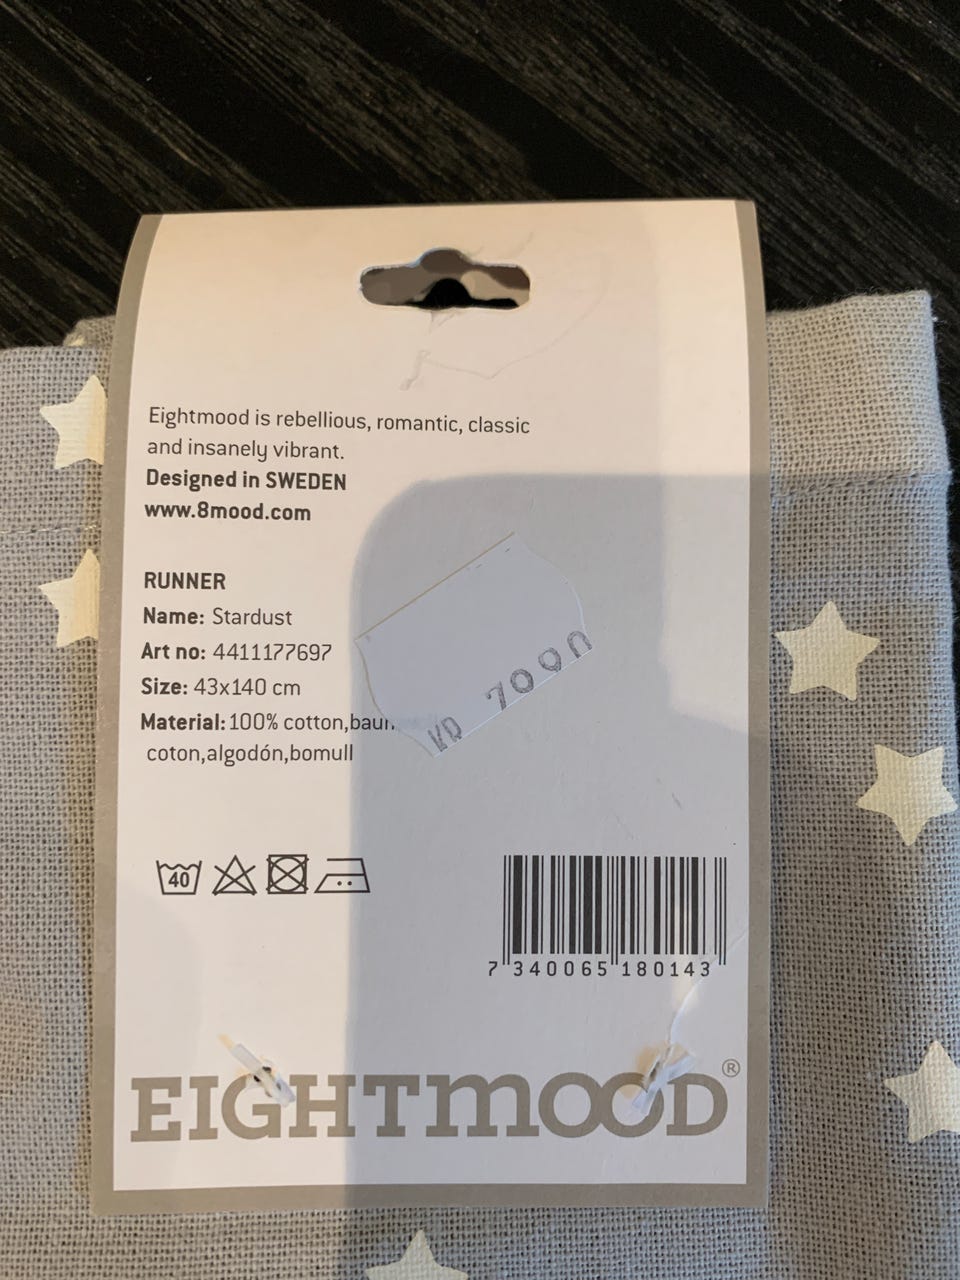 Eightmood is rebellious, romantic, classic
and insanely vibrant.
Designed in SWEDEN
www.8mood.com
RUNNER
Name: Stardust
Art no: 4411177697
Size: 43x140 cm
Material: 100% cotton,
coton,algodón,bomull
40
7 340065 180143
EIGHTMOOD®